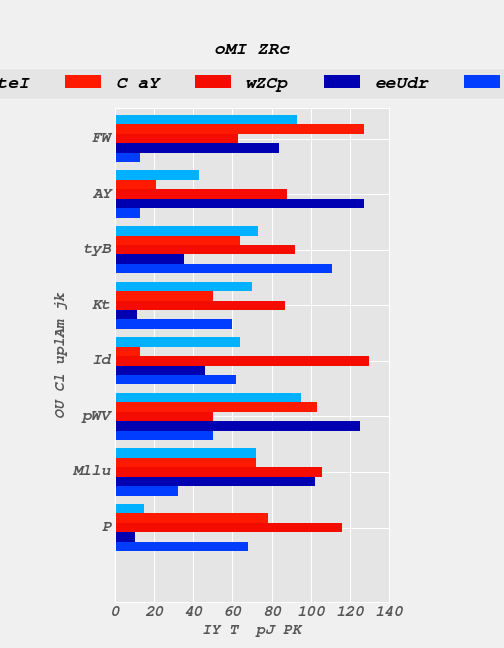 oMI ZRc
teI C aY wZCp eeUdr
FW
AY
tyB
Kt
Id
pWV
Mllu
P
OU Cl uplAm jk
0 20 40 60 80 100 120 140
IY T pJ PK